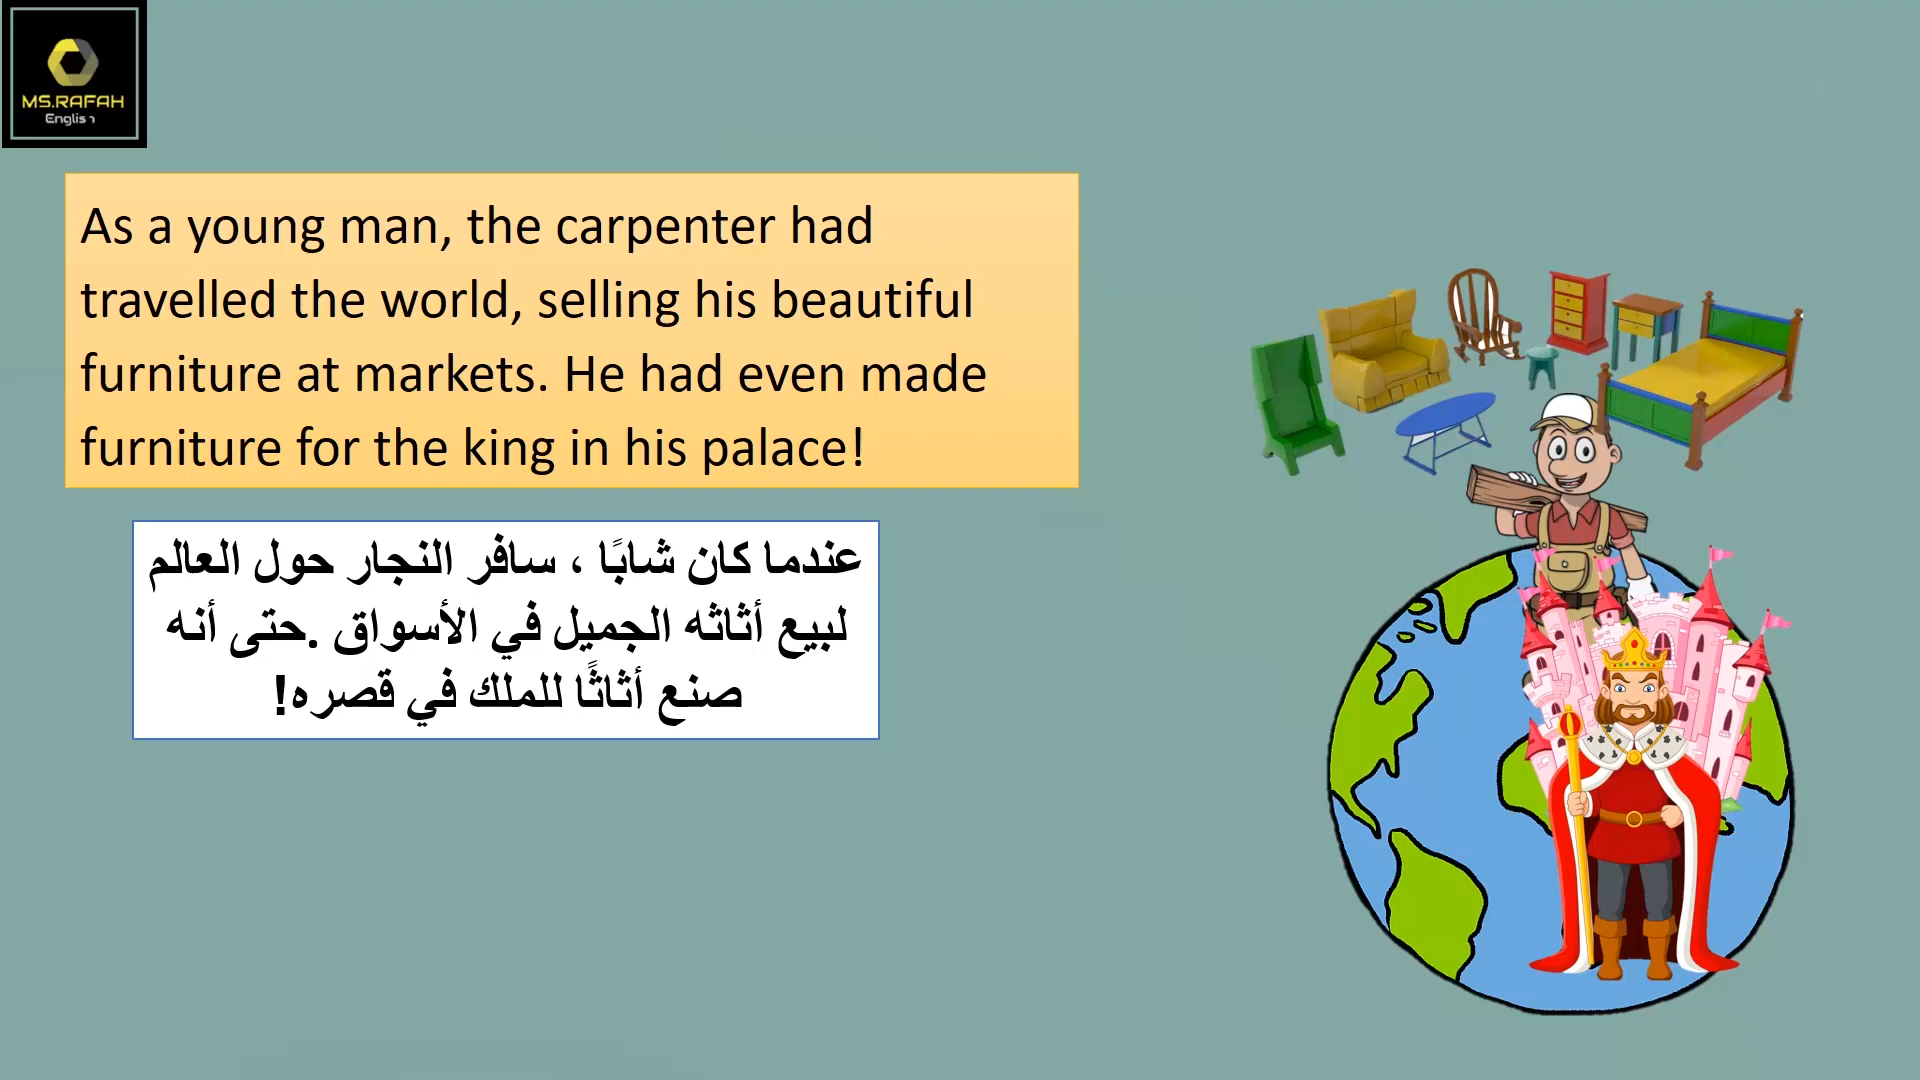 MS.RAFAH
English
As a young man, the carpenter had
travelled the world, selling his beautiful
furniture at markets. He had even made
furniture for the king in his palace!
عندما كان شابًا ، سافر النجار حول العالم
لبيع أثاثه الجميل في الأسواق .حتى أنه
صنع أثاثًا للملك في قصره!